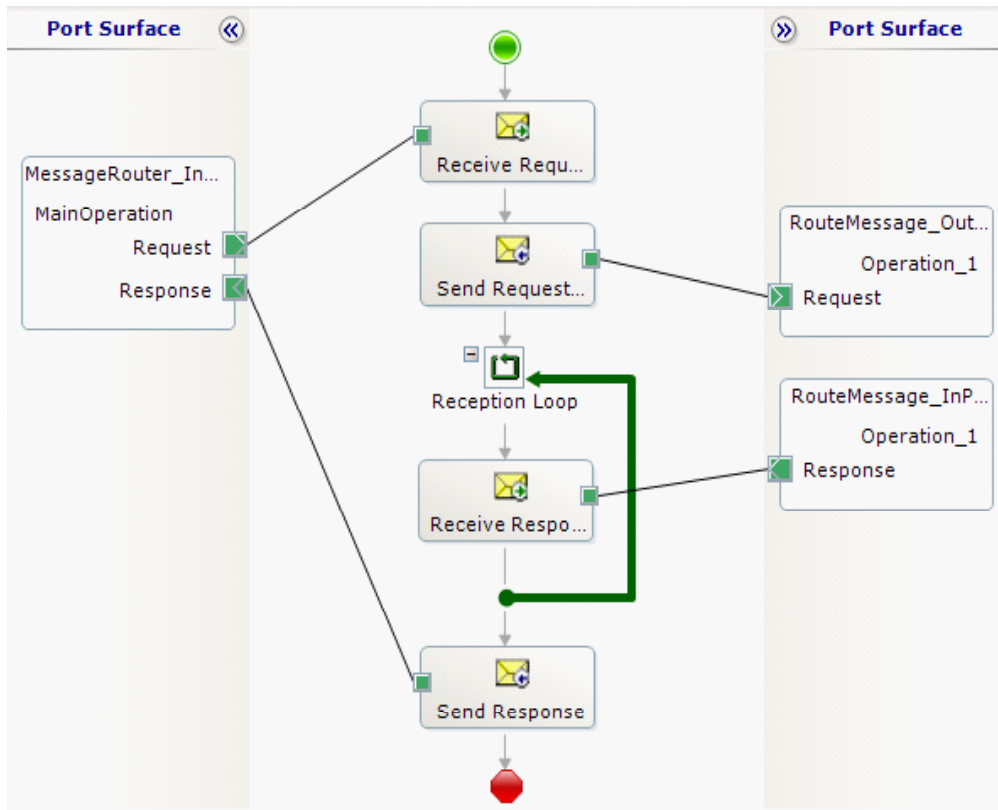 Port Surface
Port Surface
MessageRouter_In...
MainOperation
Request
Response
Receive Requ...
Send Request...
Reception Loop
Receive Respo...
Send Response
RouteMessage_Out...
Operation_1
Request
RouteMessage_InP...
Operation_1
Response